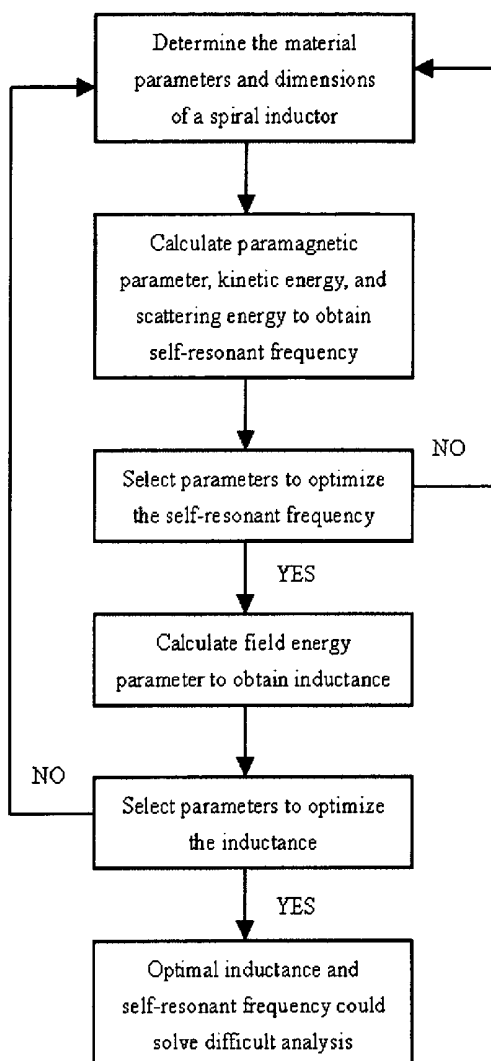 Determine the material
parameters and dimensions
of a spiral inductor
Calculate paramagnetic
parameter, kinetic energy, and
scattering energy to obtain
self-resonant frequency
NO
Select parameters to optimize
the self-resonant frequency
YES
Calculate field energy
parameter to obtain inductance
NO
Select parameters to optimize
the inductance
YES
Optimal inductance and
self-resonant frequency could
solve difficult analysis